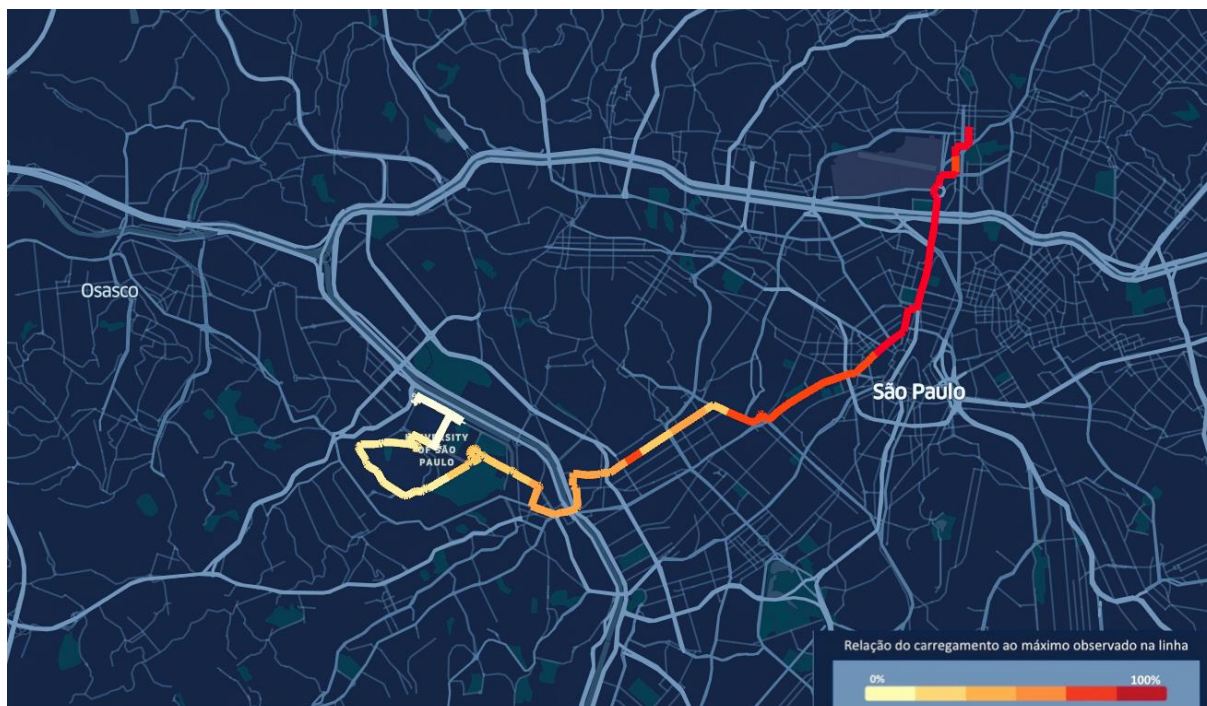 Osasco
São Paulo
UNIVERSITY
OF SÃO
PAULO
Relação do carregamento ao máximo observado na linha
0%
100%